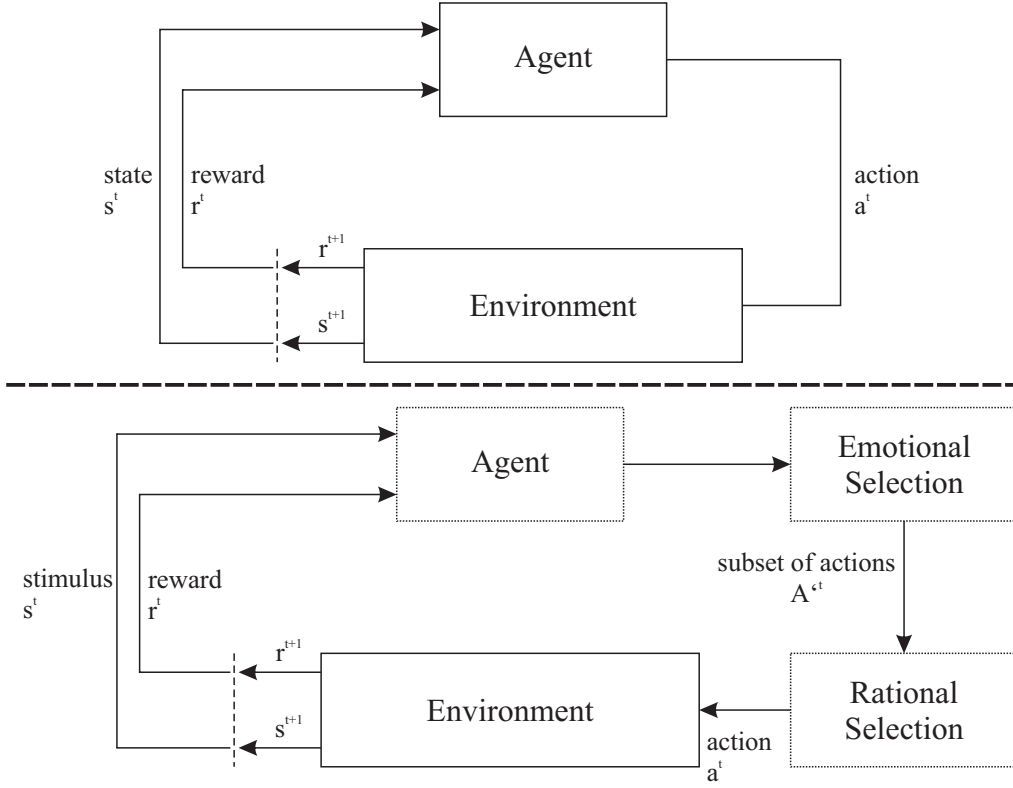 Agent
state
s^t
reward
r^t
action
a^t
r^{t+1}
Environment
s^{t+1}
Agent
Emotional
Selection
subset of actions
A‘^t
stimulus
s^t
reward
r^t
r^{t+1}
Environment
s^{t+1}
action
a^t
Rational
Selection